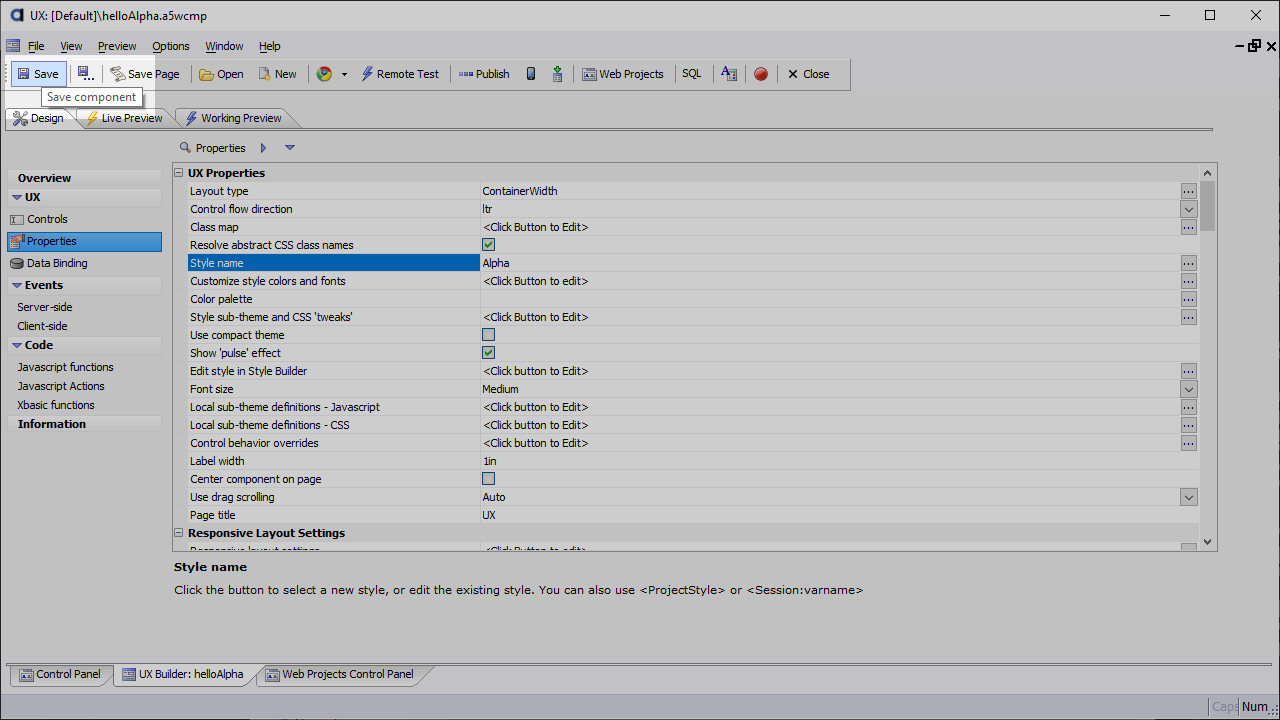 UX: [Default]\helloAlpha.a5wcmp
File View Preview Options Window Help
Save Save Page Open New Remote Test Publish Web Projects SQL Close
Save component
Design Live Preview Working Preview
Properties
Overview
UX
Controls
Properties
Data Binding
Events
Server-side
Client-side
Code
Javascript functions
Javascript Actions
Xbasic functions
Information
UX Properties
Layout type ContainerWidth
Control flow direction ltr
Class map <Click Button to Edit>
Resolve abstract CSS class names
Style name Alpha
Customize style colors and fonts <Click Button to edit>
Color palette
Style sub-theme and CSS 'tweaks' <Click Button to Edit>
Use compact theme
Show 'pulse' effect
Edit style in Style Builder <Click button to Edit>
Font size Medium
Local sub-theme definitions - Javascript <Click button to Edit>
Local sub-theme definitions - CSS <Click button to Edit>
Control behavior overrides <Click button to Edit>
Label width 1in
Center component on page
Use drag scrolling Auto
Page title UX
Responsive Layout Settings
Responsive layout settings <Click Button to edit>
Style name
Click the button to select a new style, or edit the existing style. You can also use <ProjectStyle> or <Session:varname>
Control Panel UX Builder: helloAlpha Web Projects Control Panel
Caps Num